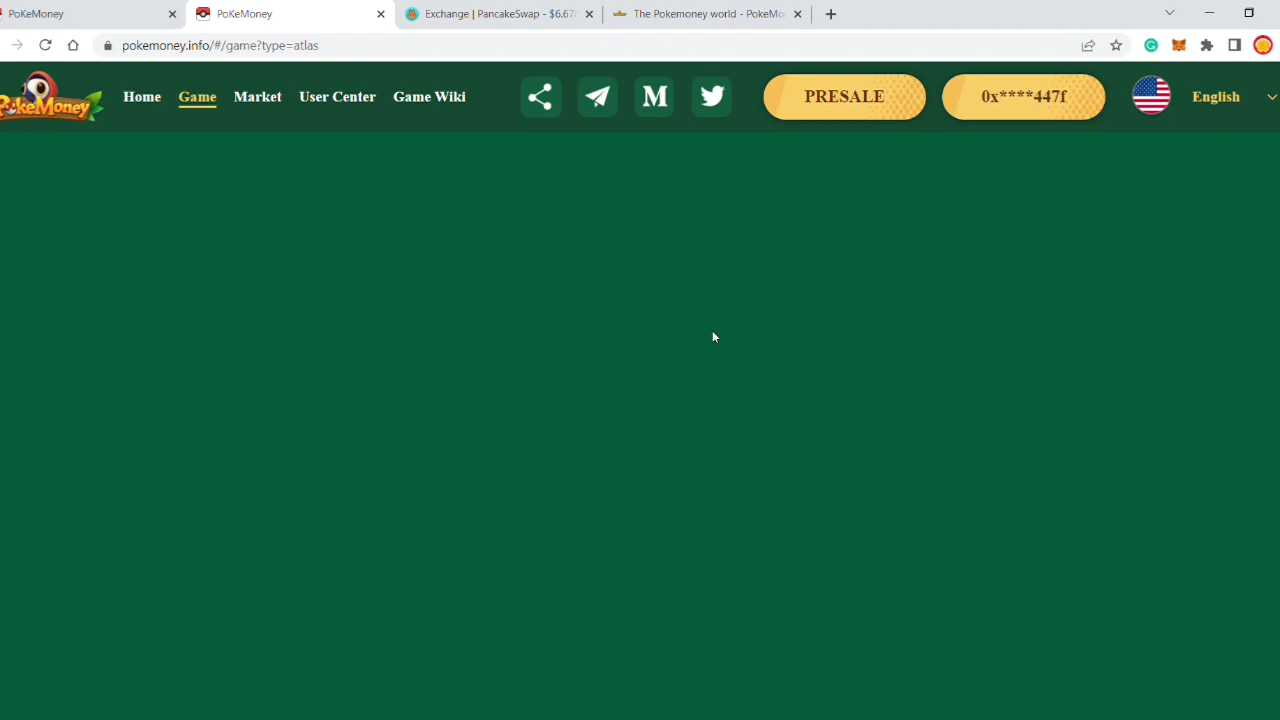 PoKeMoney
PoKeMoney
Exchange | PancakeSwap - $6.67
The Pokemoney world - PokeMo
pokemoney.info/#/game?type=atlas
PokeMoney
Home
Game
Market
User Center
Game Wiki
M
PRESALE
0x****447f
English